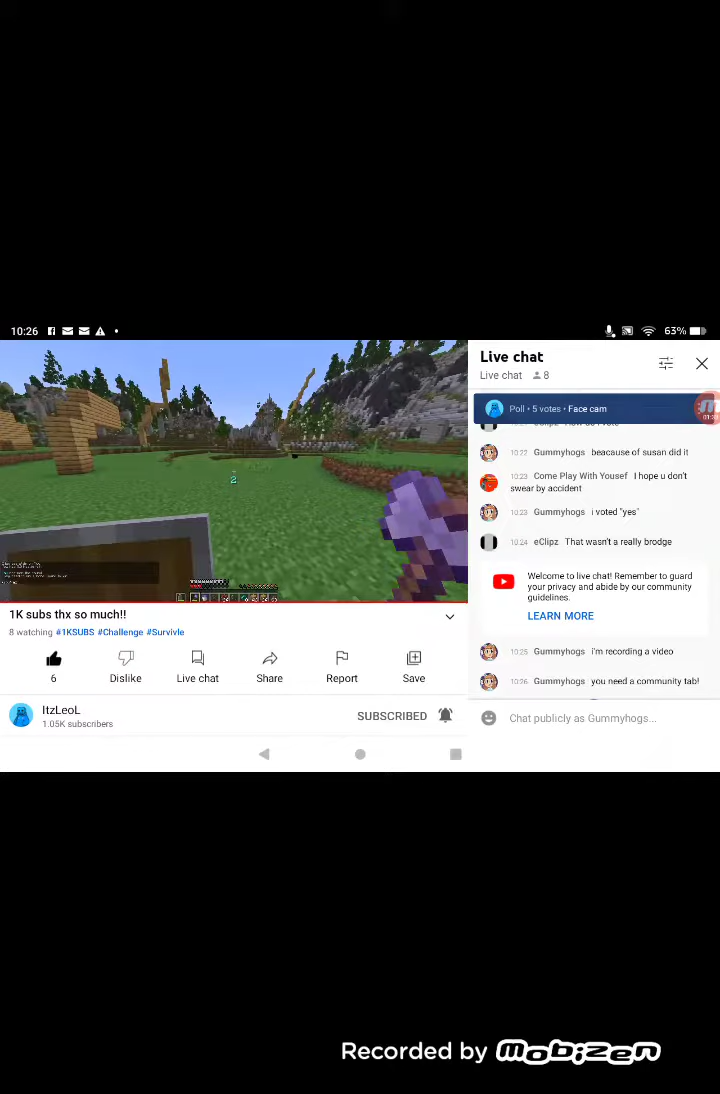 10:26
63%
Live chat
Live chat 8
Poll • 5 votes • Face cam
10:22 Gummyhogs beacause of susan did it
10:23 Come Play With Yousef I hope u don't
swear by accident
10:23 Gummyhogs i voted "yes"
10:24 eClipz That wasn't a really brodge
Welcome to live chat! Remember to guard
your privacy and abide by our community
guidelines.
LEARN MORE
10:25 Gummyhogs i'm recording a video
10:26 Gummyhogs you need a community tab!
Chat publicly as Gummyhogs...
2
1K subs thx so much!!
8 watching #1KSUBS #Challenge #Survivle
6
Dislike
Live chat
Share
Report
Save
ItzLeoL
1.05K subscribers
SUBSCRIBED
Recorded by mobizen